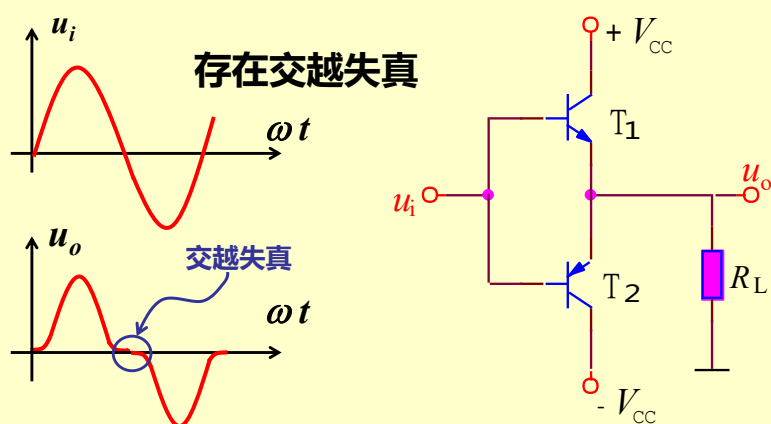 u_i
存在交越失真
ωt
u_o
交越失真
ωt
+ V_CC
T1
u_i
u_o
T2
R_L
- V_CC